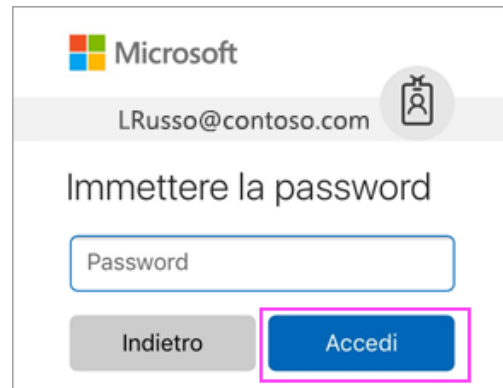 Microsoft
LRusso@contoso.com
Immettere la password
Password
Indietro Accedi